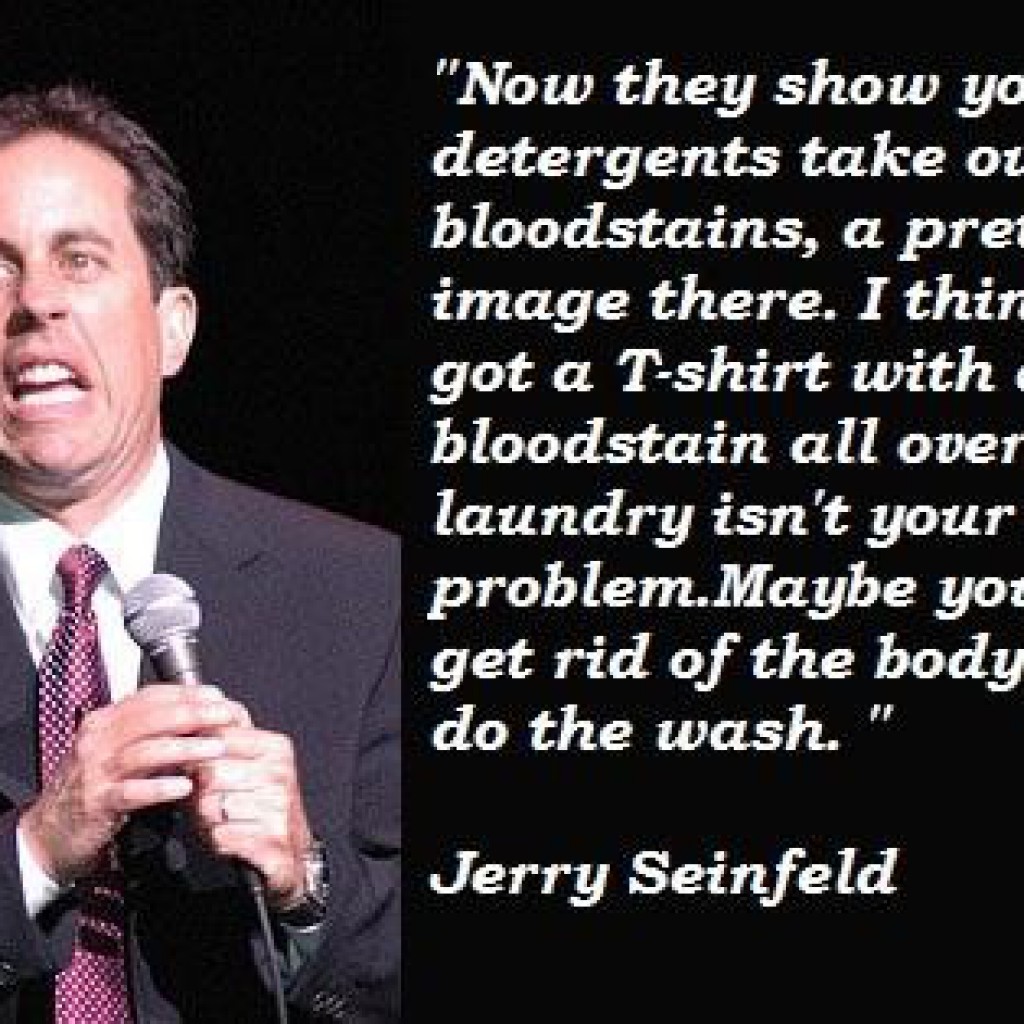 "Now they show yo
detergents take ou
bloodstains, a pret
image there. I thin
got a T-shirt with
bloodstain all over
laundry isn't your
problem.Maybe you
get rid of the body
do the wash. "
Jerry Seinfeld